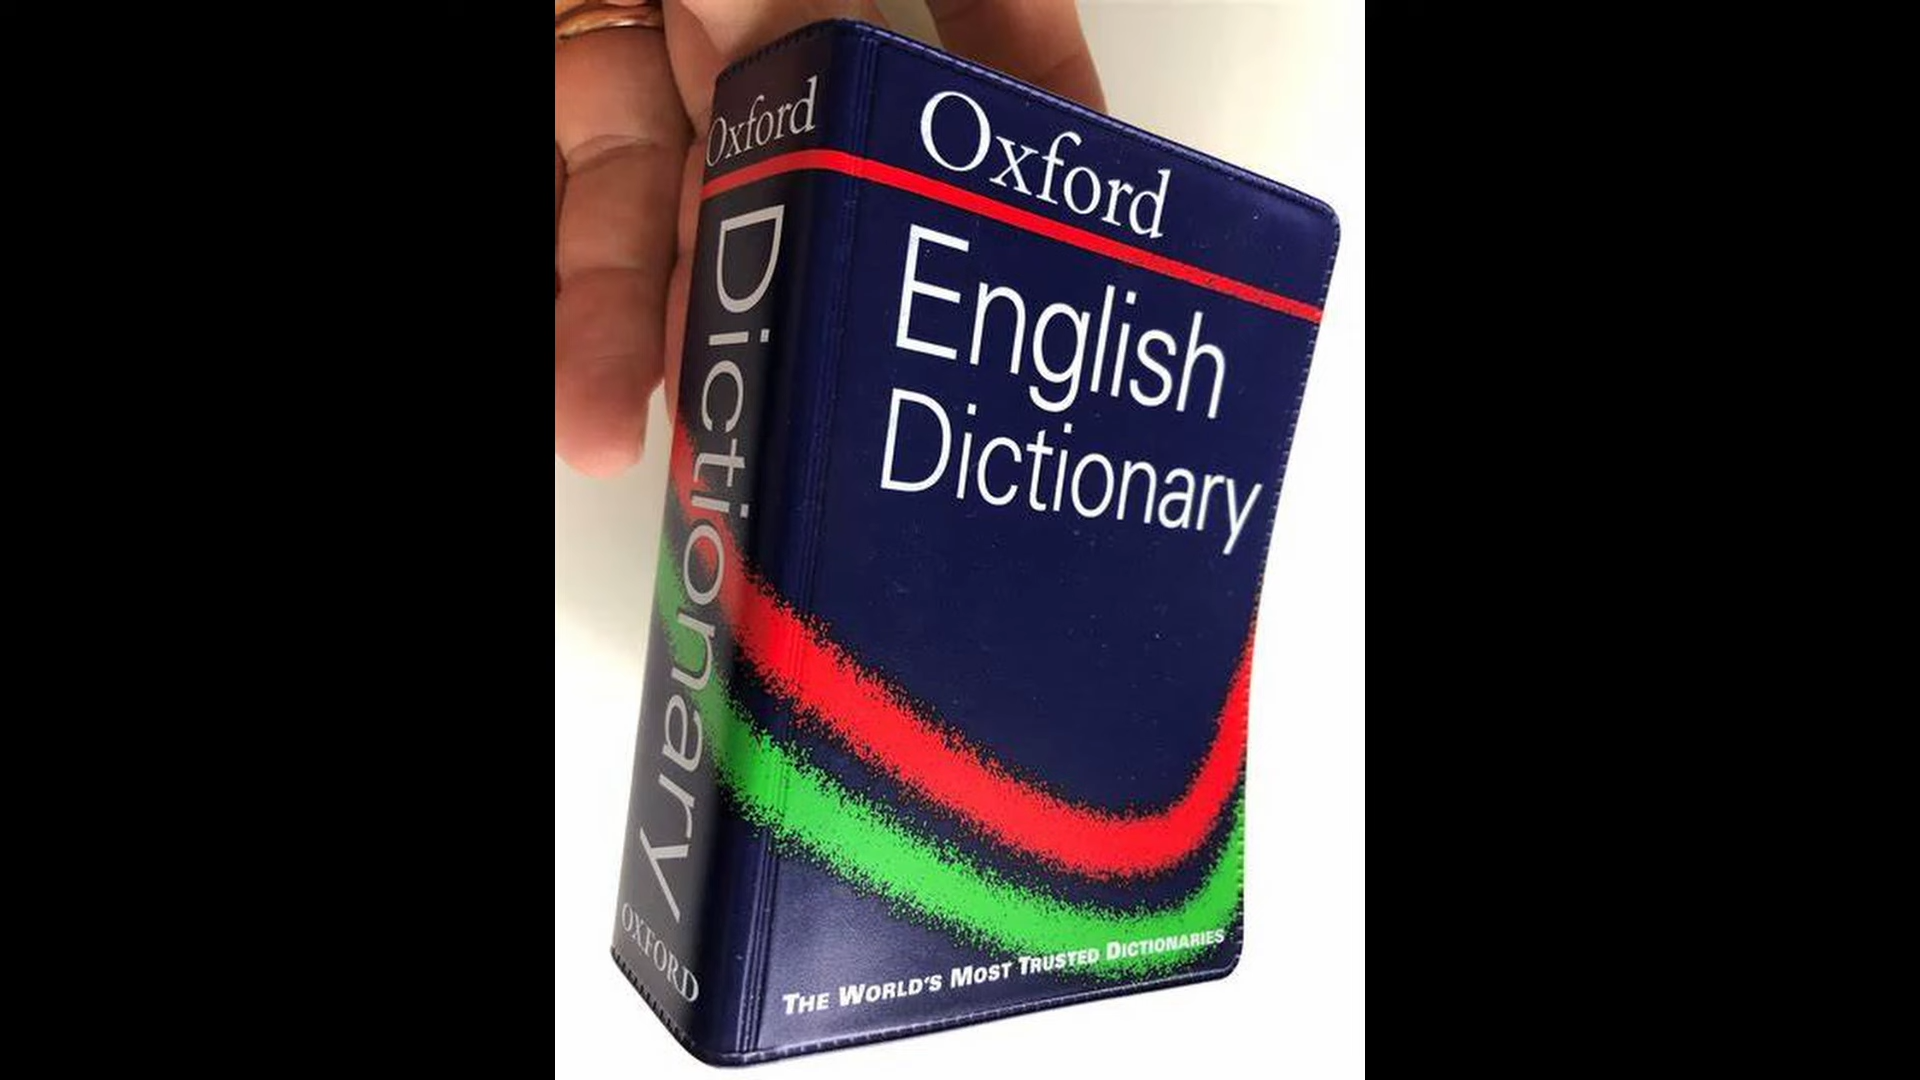 Oxford
Dictionary
OXFORD
Oxford
English
Dictionary
THE WORLD'S MOST TRUSTED DICTIONARIES